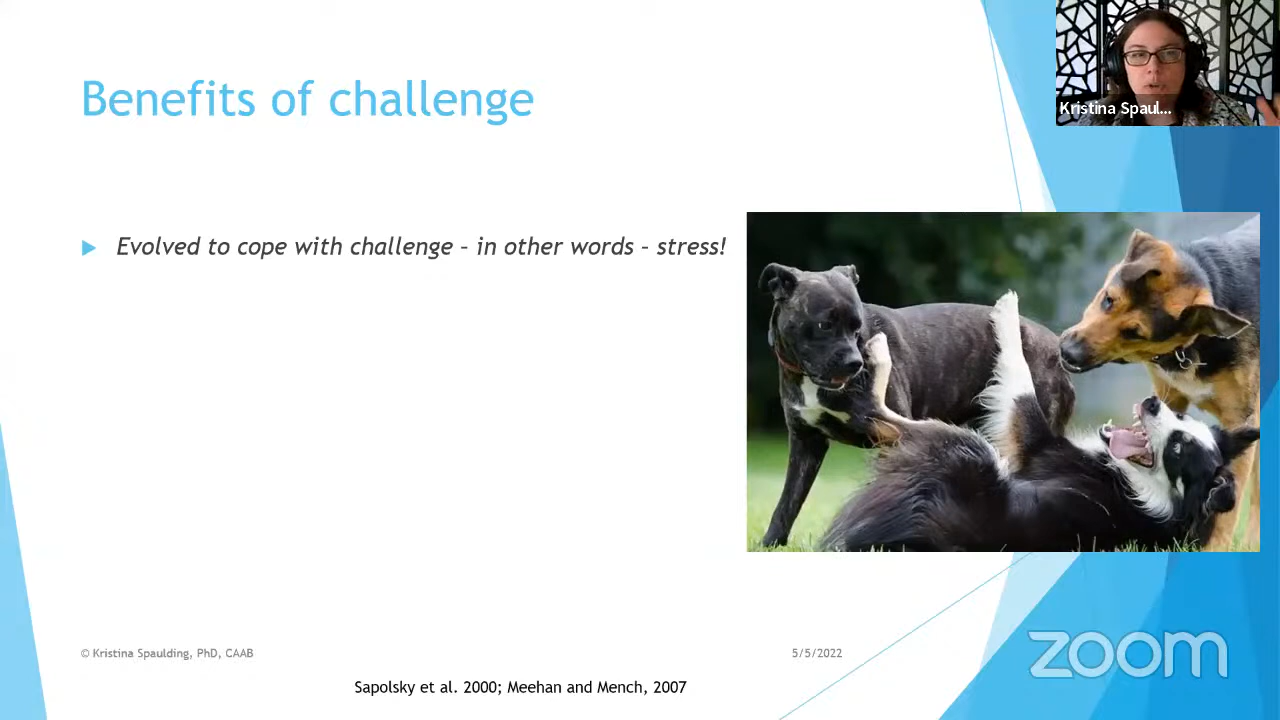 Benefits of challenge
Kristina Spaul...
Evolved to cope with challenge – in other words – stress!
© Kristina Spaulding, PhD, CAAB
5/5/2022
zoom
Sapolsky et al. 2000; Meehan and Mench, 2007